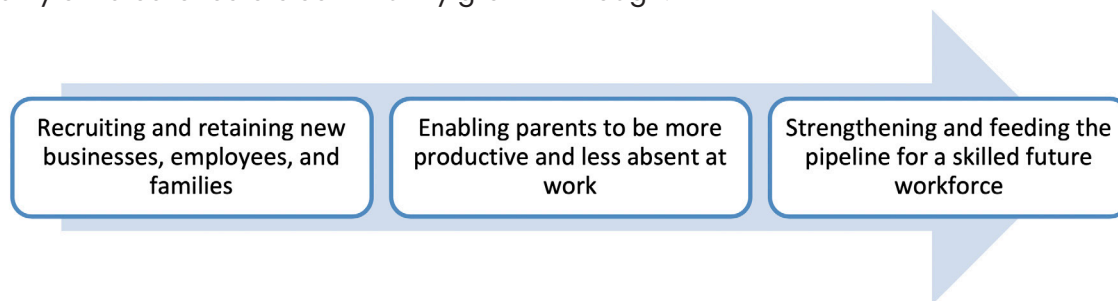 Recruiting and retaining new
businesses, employees, and
families
Enabling parents to be more
productive and less absent at
work
Strengthening and feeding the
pipeline for a skilled future
workforce